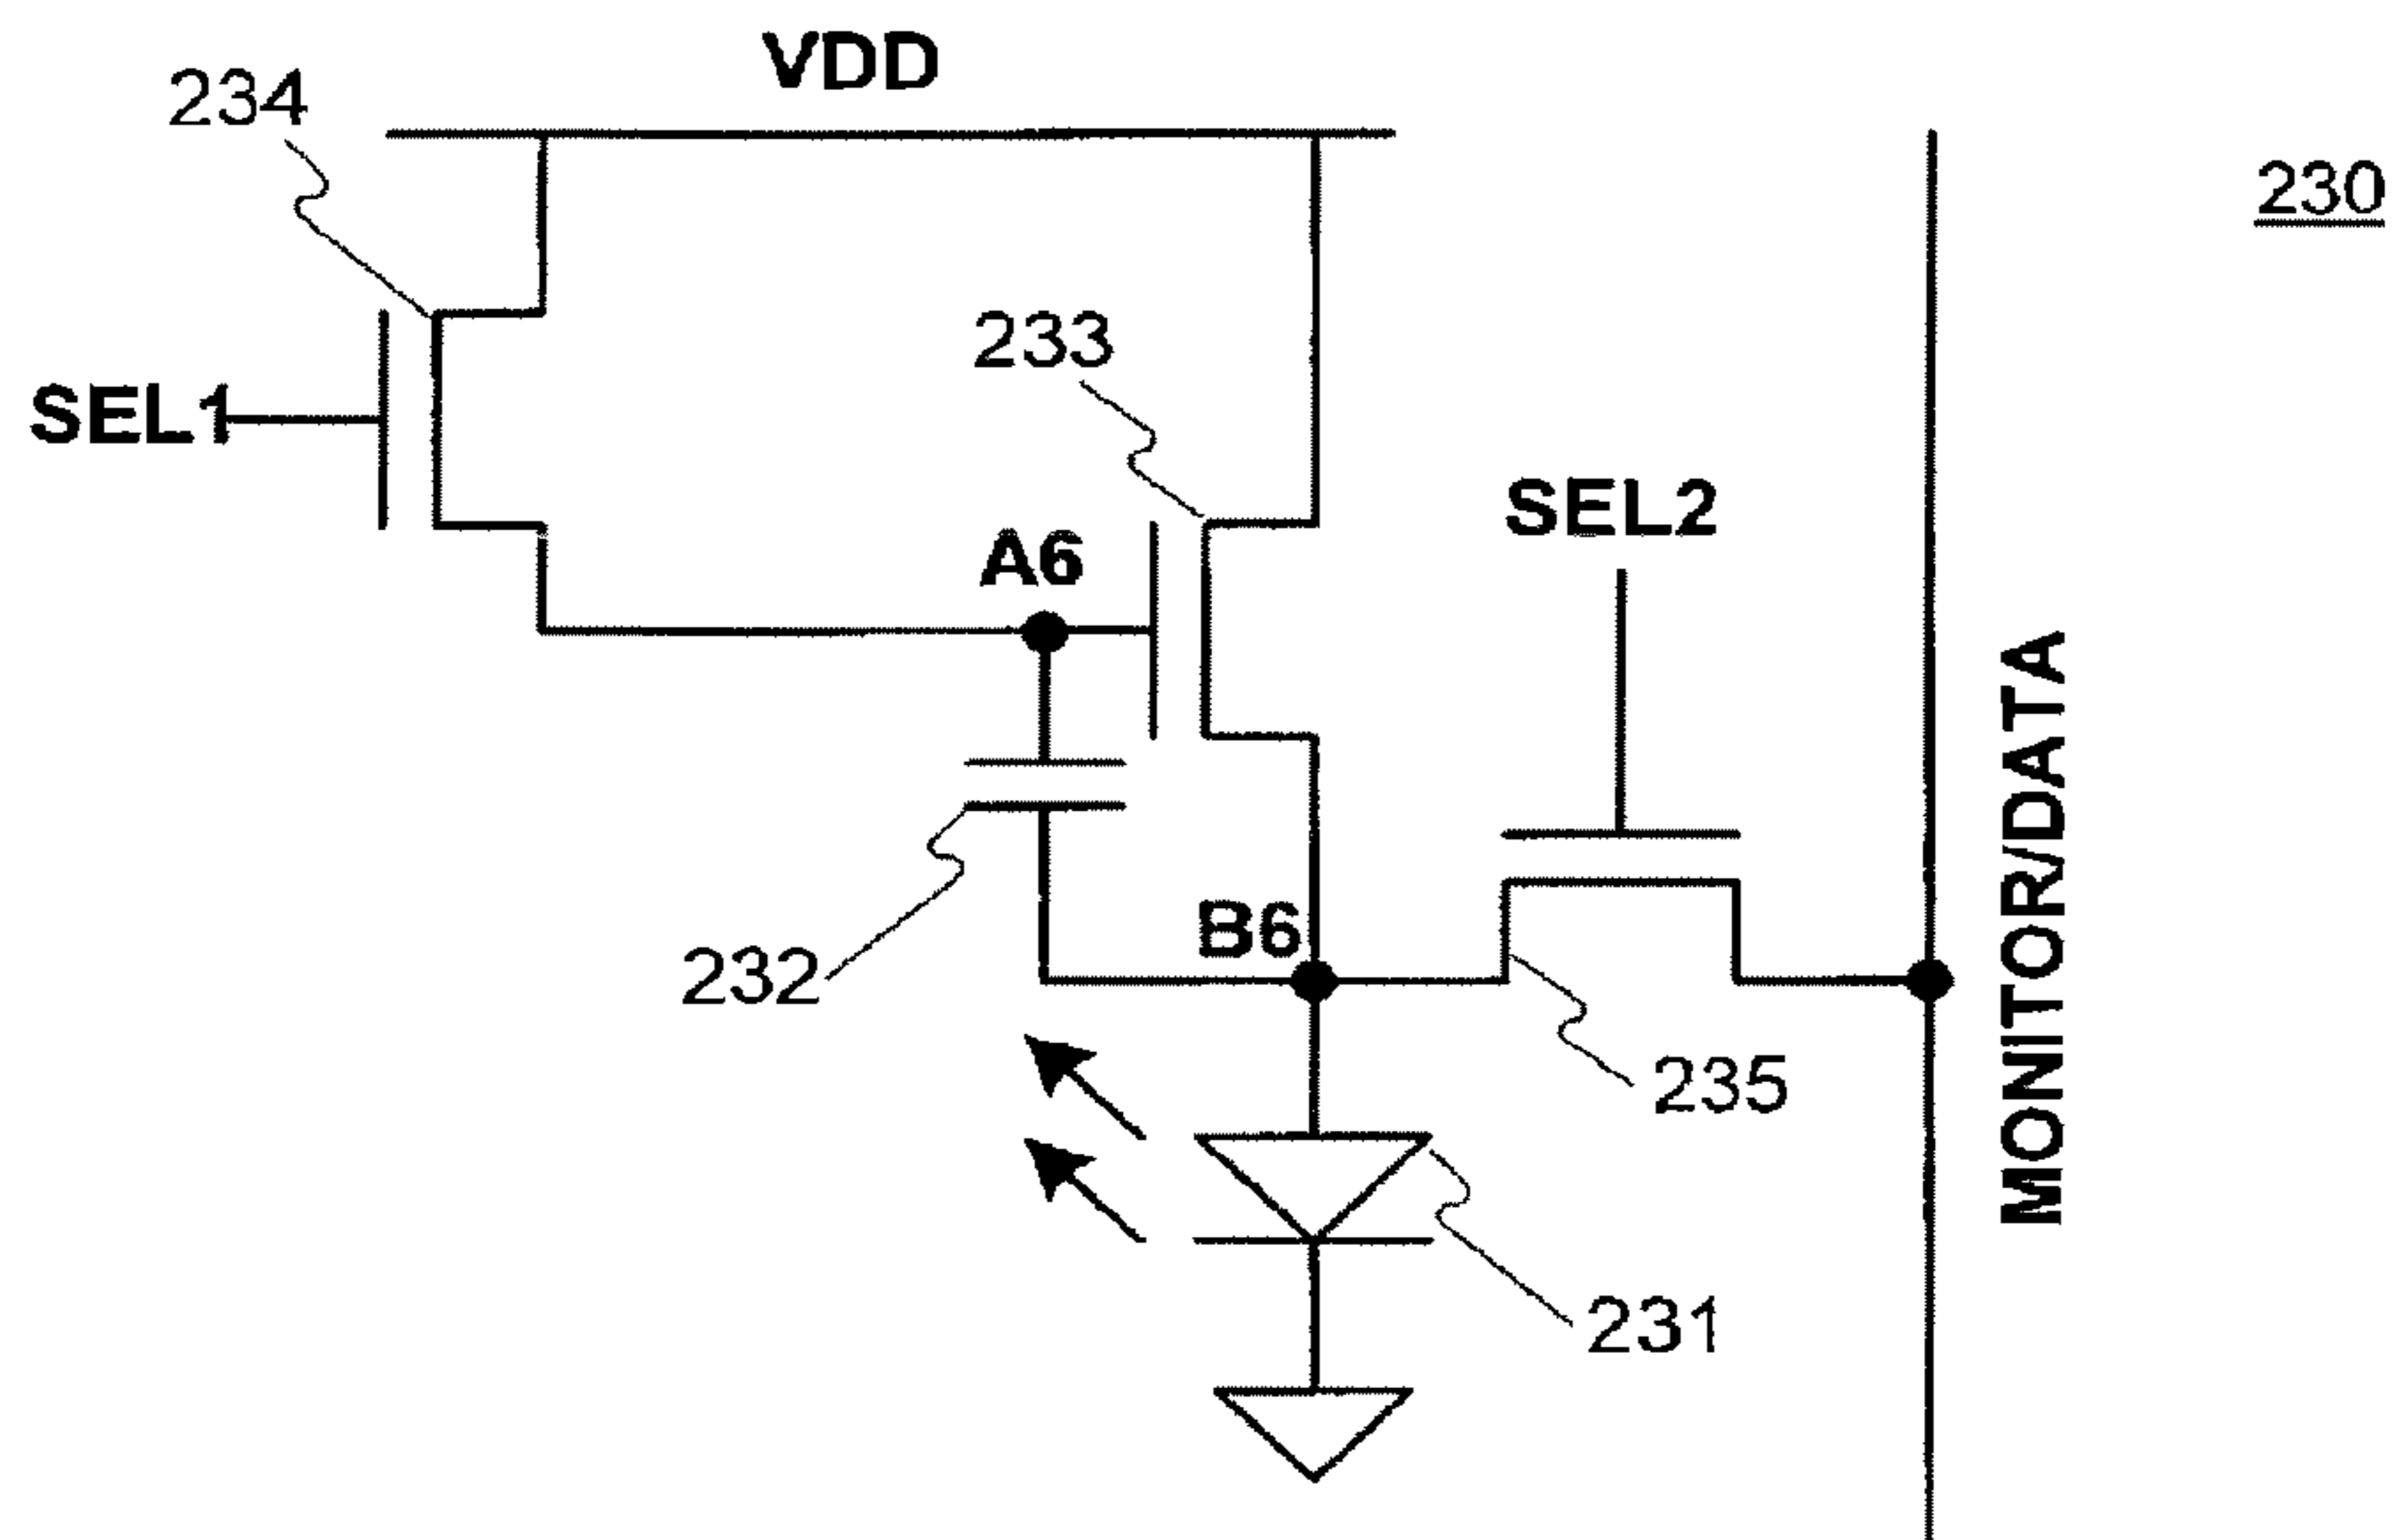 VDD
234
230
233
SEL1
SEL2
A6
B6
232
235
231
MONITOR/DATA